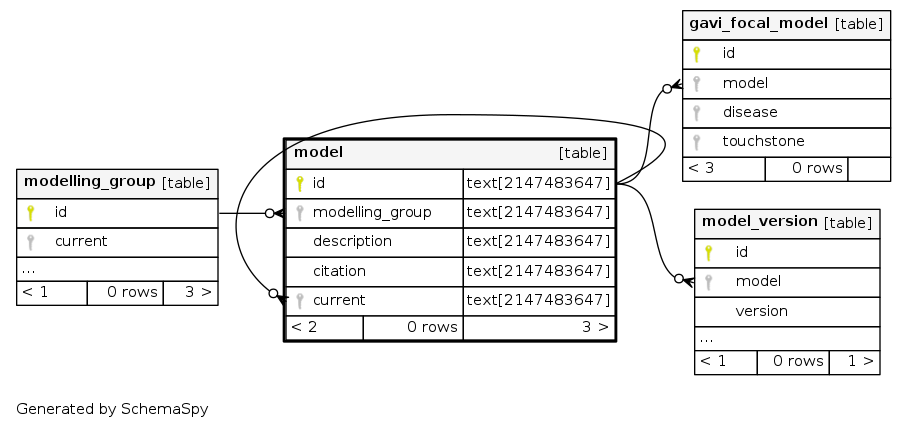 gavi_focal_model [table]
id
model
disease
touchstone
< 3 0 rows
model [table]
id text[2147483647]
modelling_group text[2147483647]
description text[2147483647]
citation text[2147483647]
current text[2147483647]
< 2 0 rows 3 >
modelling_group [table]
id
current
...
< 1 0 rows 3 >
model_version [table]
id
model
version
...
< 1 0 rows 1 >
Generated by SchemaSpy